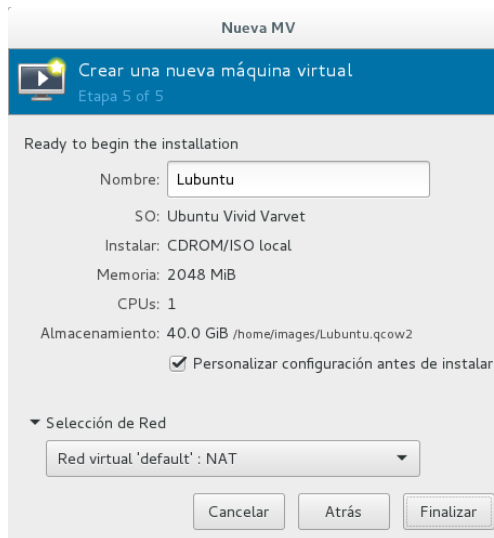 Nueva MV
Crear una nueva máquina virtual
Etapa 5 of 5
Ready to begin the installation
Nombre: Lubuntu
SO: Ubuntu Vivid Varvet
Instalar: CDROM/ISO local
Memoria: 2048 MiB
CPUs: 1
Almacenamiento: 40.0 GiB /home/images/Lubuntu.qcow2
Personalizar configuración antes de instalar
Selección de Red
Red virtual 'default' : NAT
Cancelar Atrás Finalizar